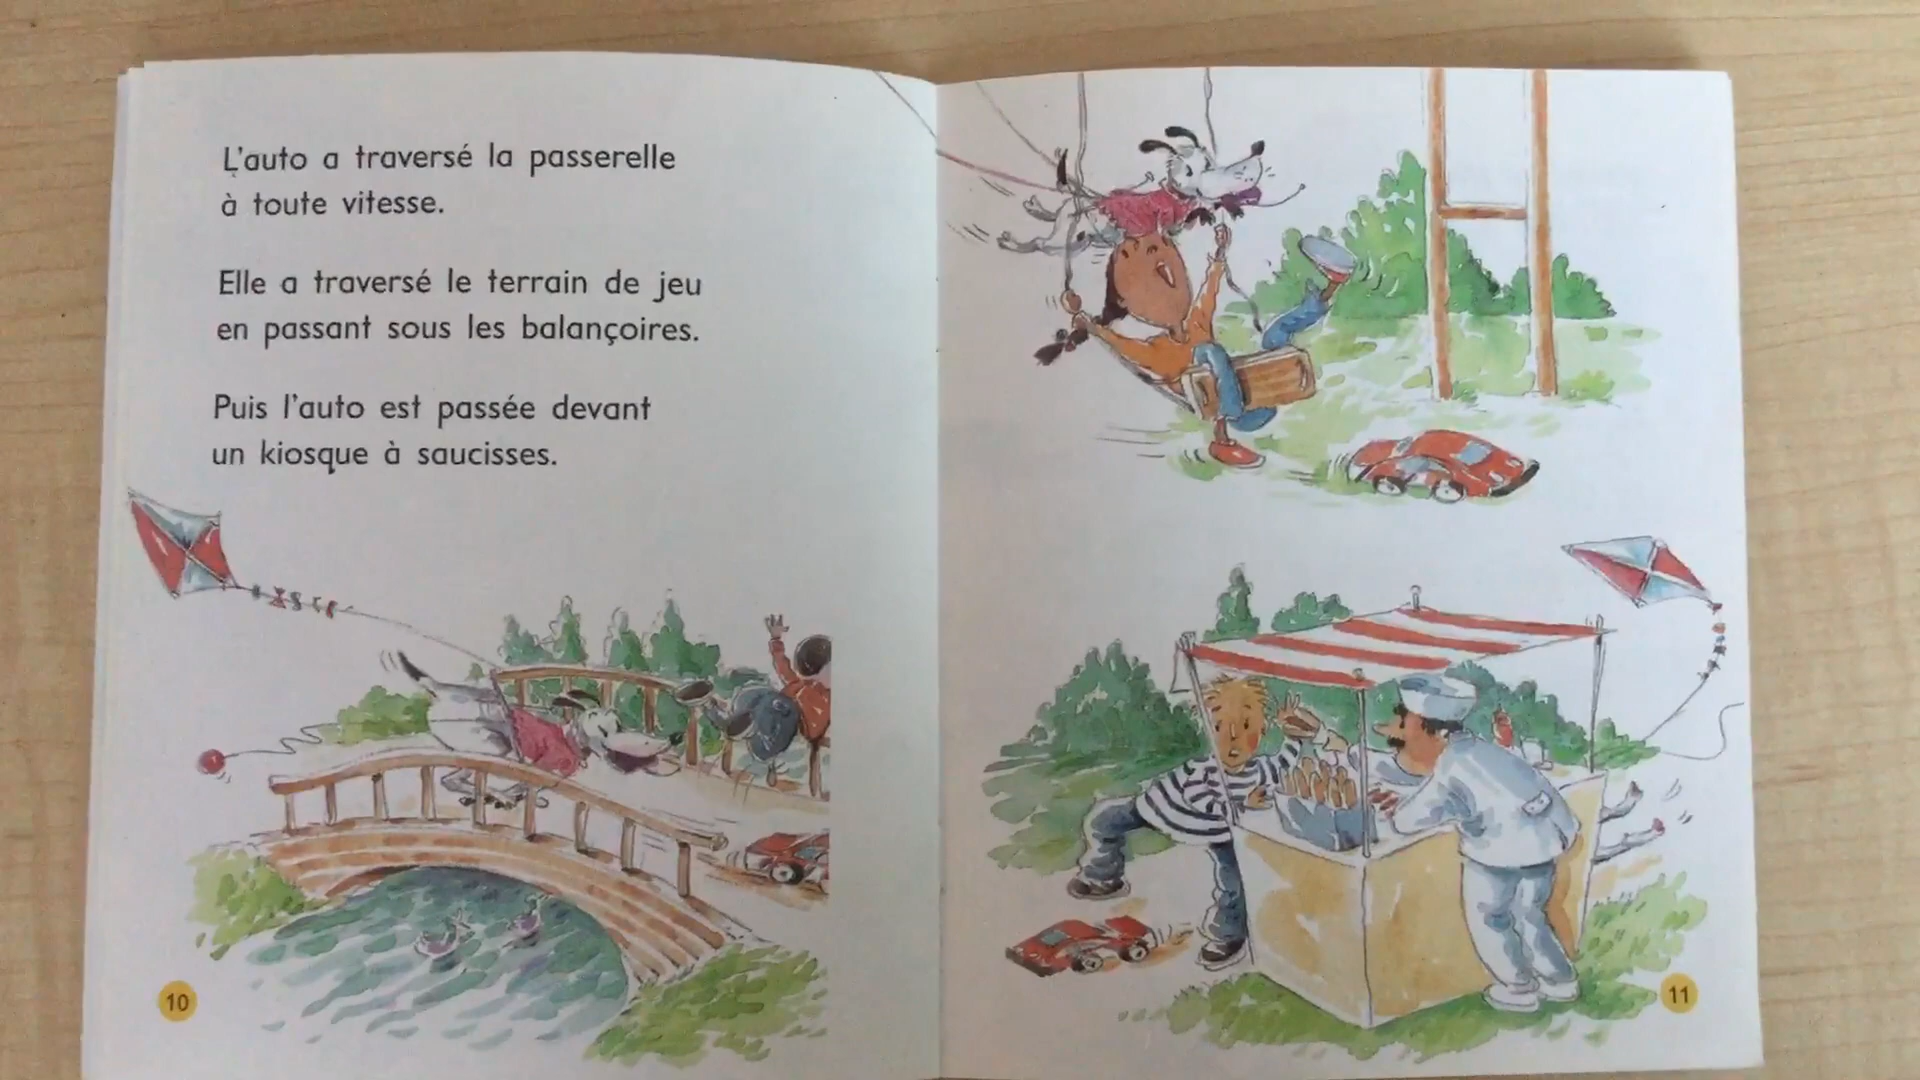 L'auto a traversé la passerelle
à toute vitesse.
Elle a traversé le terrain de jeu
en passant sous les balançoires.
Puis l'auto est passée devant
un kiosque à saucisses.
10
11